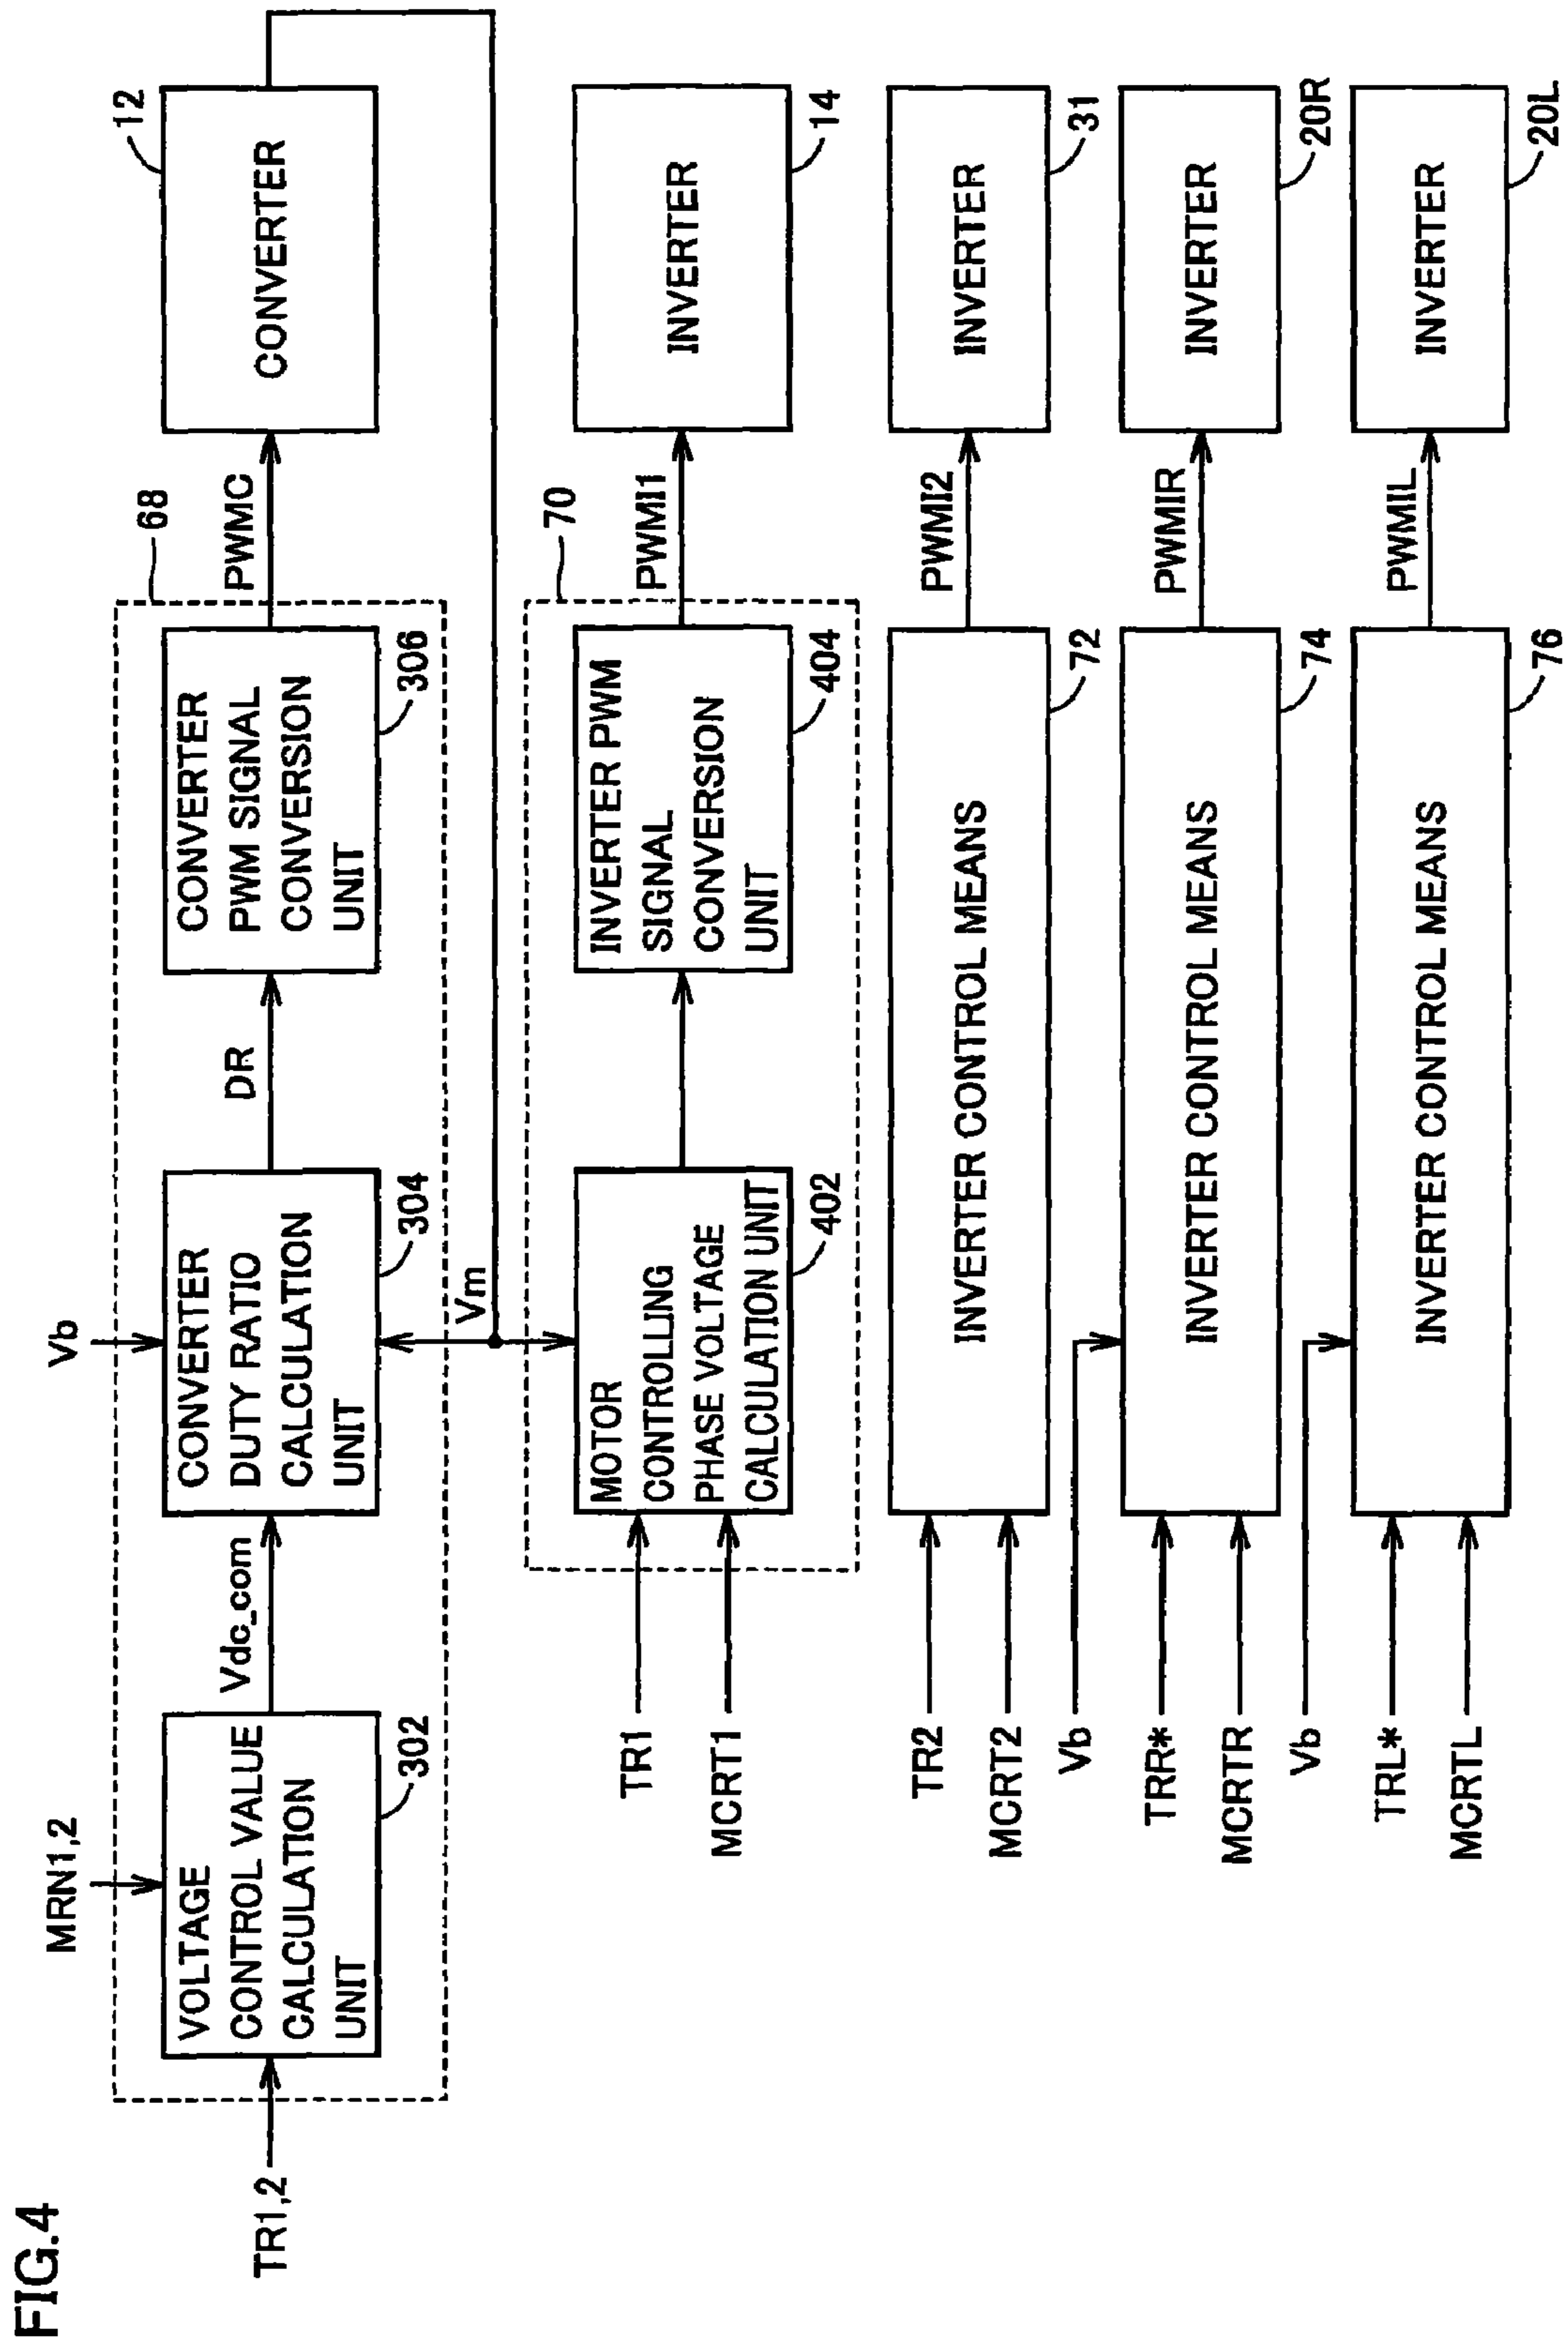 FIG.4
MRN1,2
TR1,2
VOLTAGE
CONTROL VALUE
CALCULATION
UNIT
302
Vdc_com
Vb
CONVERTER
DUTY RATIO
CALCULATION
UNIT
304
DR
CONVERTER
PWM SIGNAL
CONVERSION
UNIT
306
68
PWMC
CONVERTER
12
Vm
TR1
MCRT1
MOTOR
CONTROLLING
PHASE VOLTAGE
CALCULATION UNIT
402
INVERTER PWM
SIGNAL
CONVERSION
UNIT
404
70
PWMI1
INVERTER
14
TR2
MCRT2
INVERTER CONTROL MEANS
72
PWMI2
INVERTER
31
Vb
TRR*
MCRTR
INVERTER CONTROL MEANS
74
PWMIR
INVERTER
20R
Vb
TRL*
MCRTL
INVERTER CONTROL MEANS
76
PWMIL
INVERTER
20L